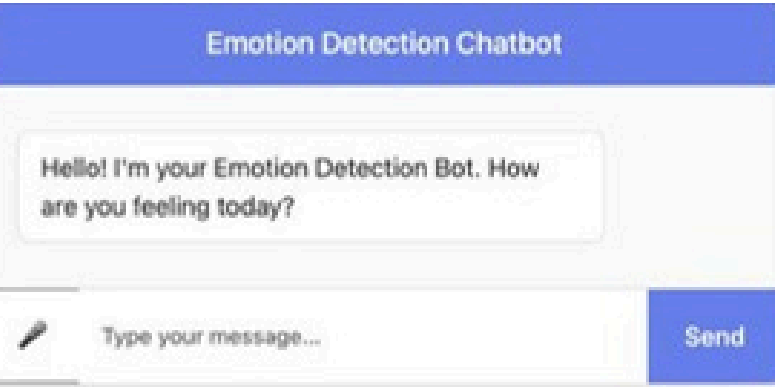 Emotion Detection Chatbot
Hello! I'm your Emotion Detection Bot. How
are you feeling today?
Type your message...
Send